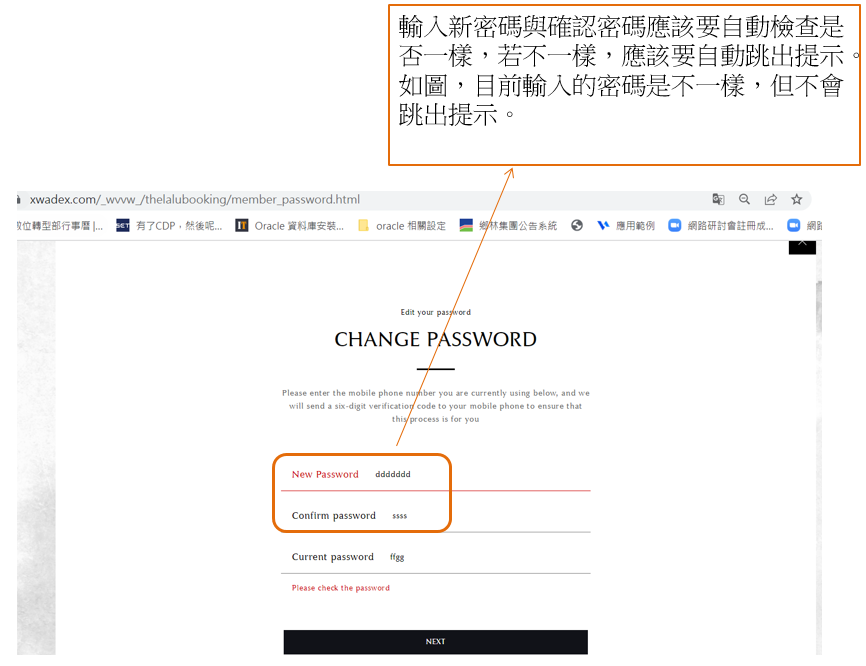 輸入新密碼與確認密碼應該要自動檢查是
否一樣，若不一樣，應該要自動跳出提示。
如圖，目前輸入的密碼是不一樣，但不會
跳出提示。
xwadex.com/_wvvw_/thelalubooking/member_password.html
數位轉型部行事曆 |... SET 有了CDP，然後呢... IT Oracle 資料庫安裝... oracle 相關設定 鄉林集團公告系統 應用範例 網路研討會註冊成...
Edit your password
CHANGE PASSWORD
Please enter the mobile phone number you are currently using below, and we
will send a six-digit verification code to your mobile phone to ensure that
this process is for you
New Password ddddddd
Confirm password ssss
Current password ffgg
Please check the password
NEXT